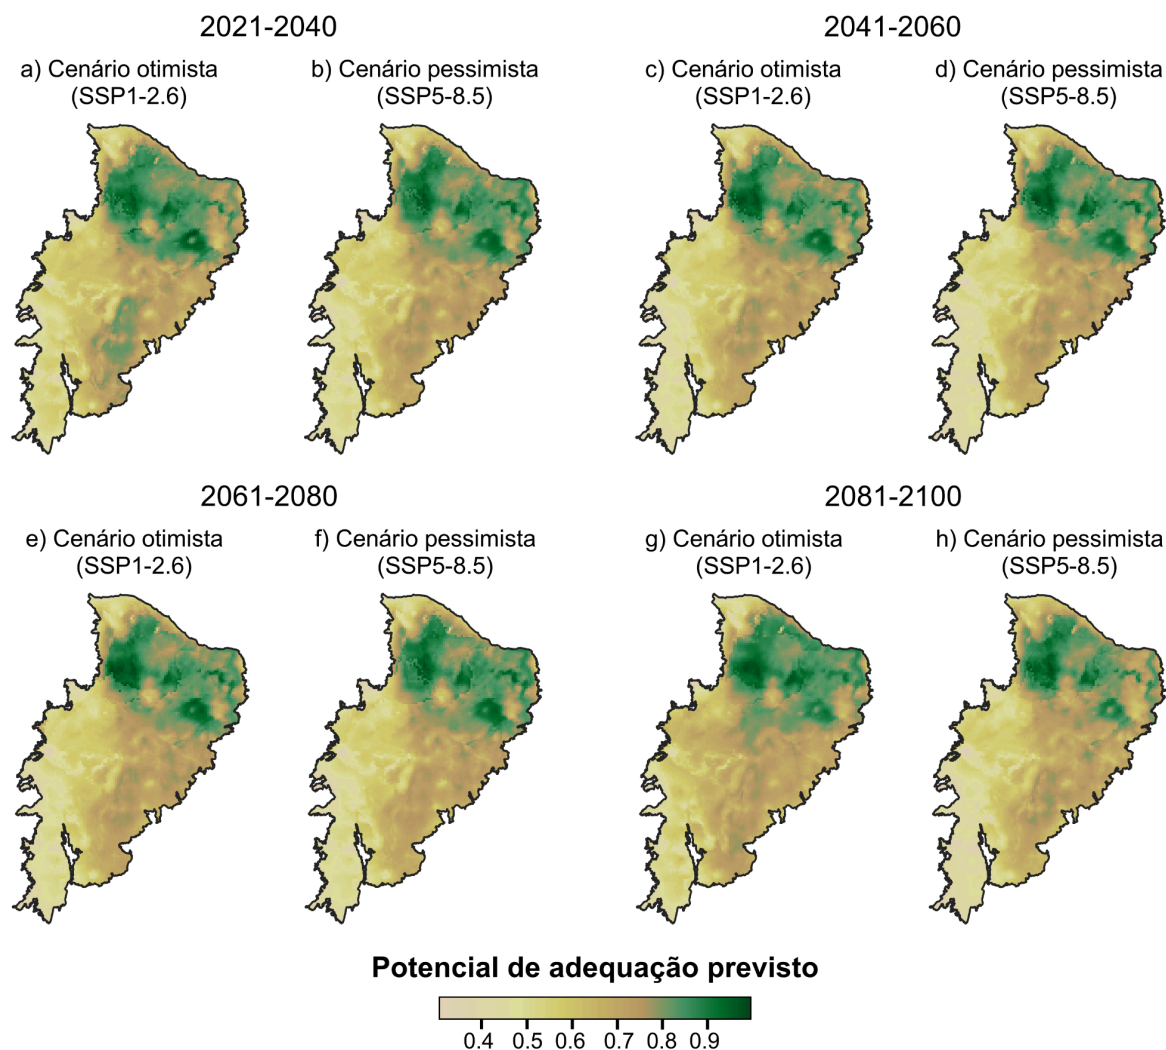 2021-2040
2041-2060
a) Cenário otimista
(SSP1-2.6)
b) Cenário pessimista
(SSP5-8.5)
c) Cenário otimista
(SSP1-2.6)
d) Cenário pessimista
(SSP5-8.5)
2061-2080
2081-2100
e) Cenário otimista
(SSP1-2.6)
f) Cenário pessimista
(SSP5-8.5)
g) Cenário otimista
(SSP1-2.6)
h) Cenário pessimista
(SSP5-8.5)
Potencial de adequação previsto
0.4 0.5 0.6 0.7 0.8 0.9